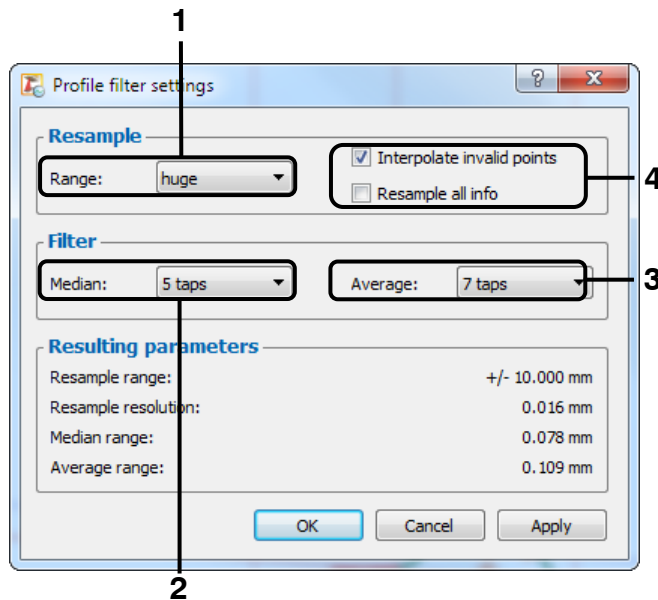 1
Profile filter settings
Resample
Range: huge
Interpolate invalid points
Resample all info
4
Filter
Median: 5 taps
Average: 7 taps
3
Resulting parameters
Resample range: +/- 10.000 mm
Resample resolution: 0.016 mm
Median range: 0.078 mm
Average range: 0.109 mm
OK Cancel Apply
2